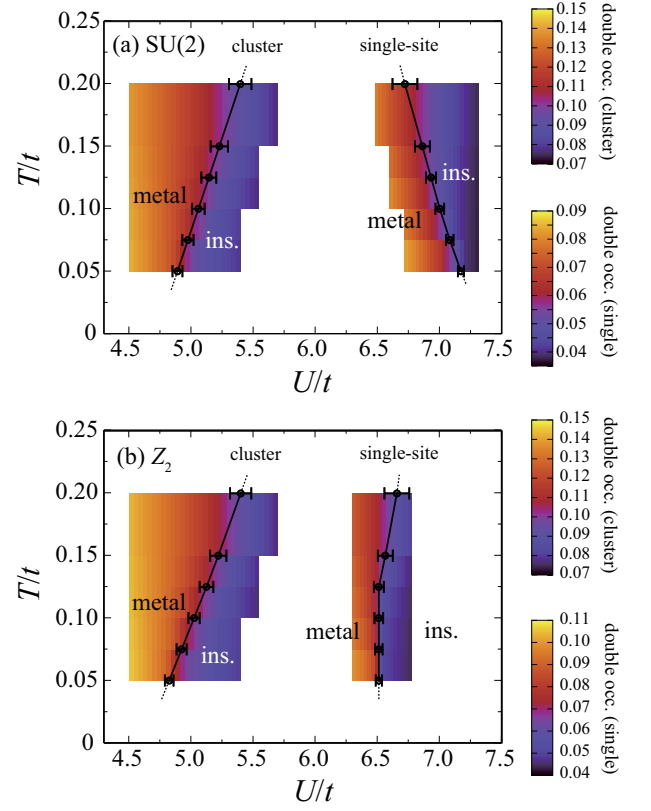 (a) SU(2)
cluster
single-site
0.25
0.20
0.15
0.10
0.05
0
T/t
metal
ins.
metal
ins.
4.5 5.0 5.5 6.0 6.5 7.0 7.5
U/t
0.15
0.14
0.13
0.12
0.11
0.10
0.09
0.08
0.07
double occ. (cluster)
0.09
0.08
0.07
0.06
0.05
0.04
double occ. (single)
(b) Z2
cluster
single-site
0.25
0.20
0.15
0.10
0.05
0
T/t
metal
ins.
metal
ins.
4.5 5.0 5.5 6.0 6.5 7.0 7.5
U/t
0.15
0.14
0.13
0.12
0.11
0.10
0.09
0.08
0.07
double occ. (cluster)
0.11
0.10
0.09
0.08
0.07
0.06
0.05
0.04
double occ. (single)